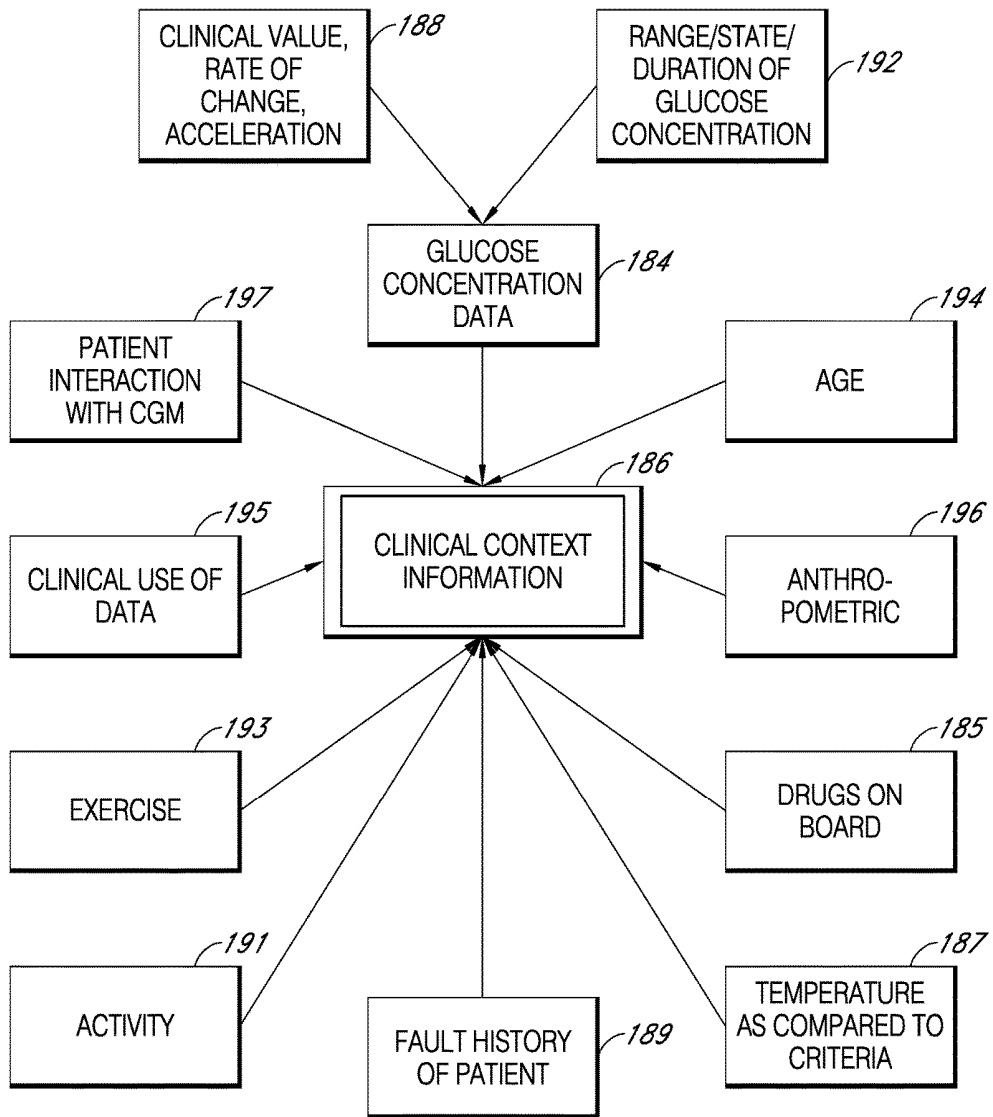 CLINICAL VALUE,
RATE OF
CHANGE,
ACCELERATION
188
RANGE/STATE/
DURATION OF
GLUCOSE
CONCENTRATION
192
GLUCOSE
CONCENTRATION
DATA
184
197
PATIENT
INTERACTION
WITH CGM
194
AGE
186
CLINICAL CONTEXT
INFORMATION
195
CLINICAL USE OF
DATA
196
ANTHRO-
POMETRIC
193
EXERCISE
185
DRUGS ON
BOARD
191
ACTIVITY
FAULT HISTORY
OF PATIENT
189
187
TEMPERATURE
AS COMPARED TO
CRITERIA